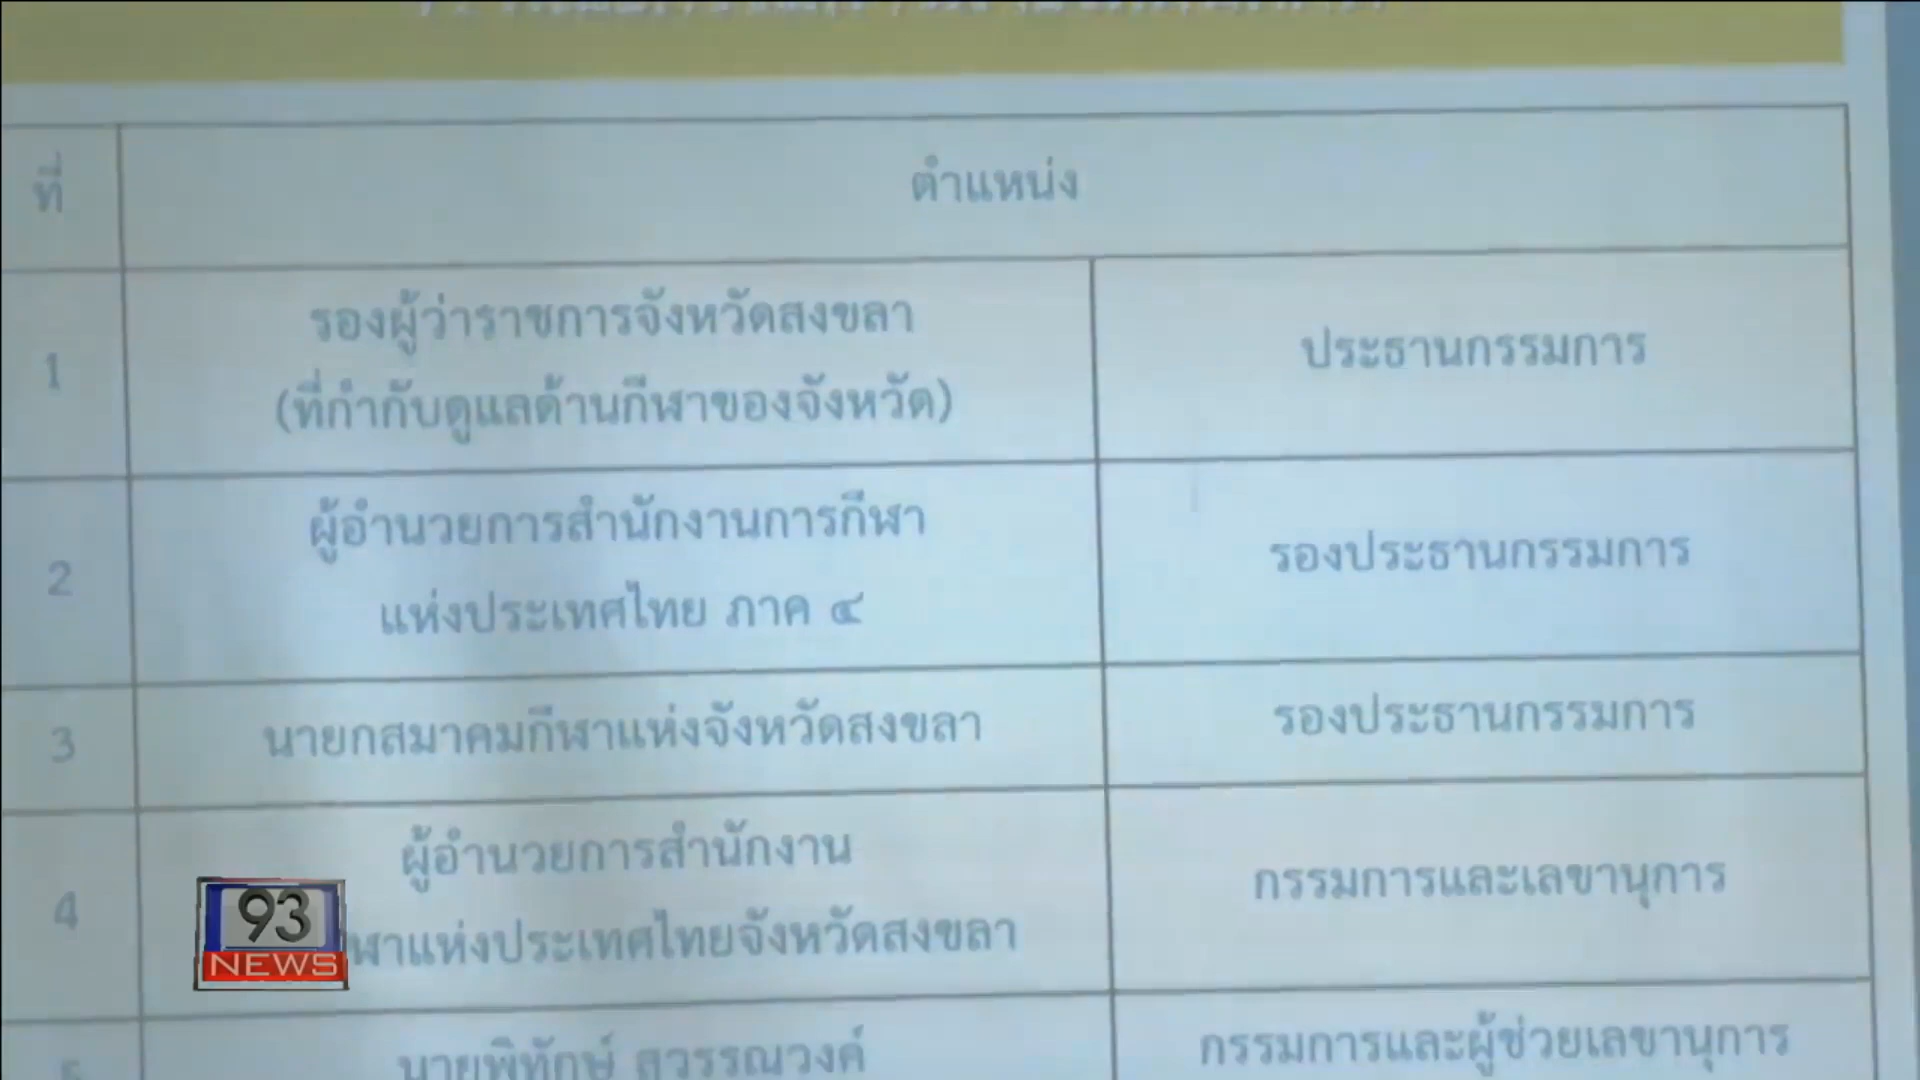 ที่
ตำแหน่ง
1
รองผู้ว่าราชการจังหวัดสงขลา
(ที่กำกับดูแลด้านกีฬาของจังหวัด)
ประธานกรรมการ
2
ผู้อำนวยการสำนักงานการกีฬา
แห่งประเทศไทย ภาค ๔
รองประธานกรรมการ
3
นายกสมาคมกีฬาแห่งจังหวัดสงขลา
รองประธานกรรมการ
4
ผู้อำนวยการสำนักงาน
ฬาแห่งประเทศไทยจังหวัดสงขลา
กรรมการและเลขานุการ
5
นายพิทักษ์ สุวรรณวงค์
กรรมการและผู้ช่วยเลขานุการ
93
NEWS